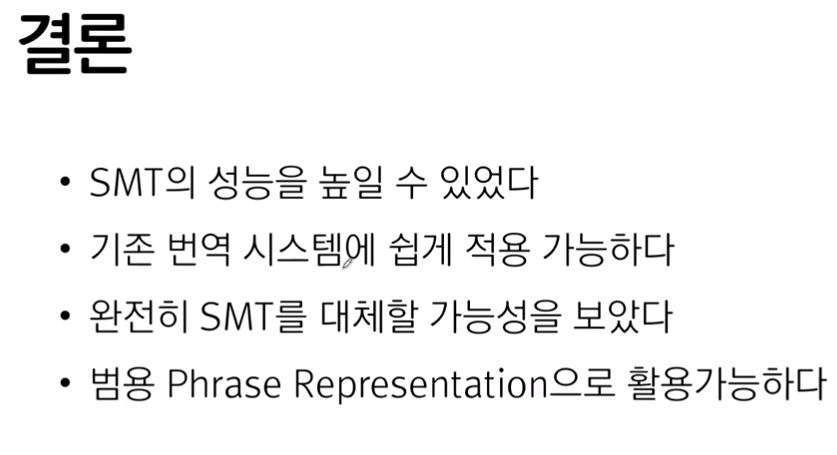 결론
• SMT의 성능을 높일 수 있었다
• 기존 번역 시스템에 쉽게 적용 가능하다
• 완전히 SMT를 대체할 가능성을 보았다
• 범용 Phrase Representation으로 활용가능하다